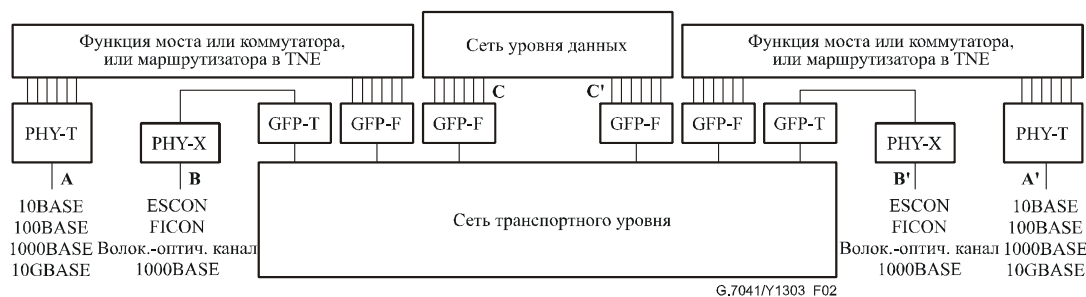 Функция моста или коммутатора,
или маршрутизатора в TNE
Сеть уровня данных
Функция моста или коммутатора,
или маршрутизатора в TNE
C
C'
PHY-T
PHY-X
GFP-T
GFP-F
GFP-F
GFP-F
GFP-F
GFP-T
PHY-X
PHY-T
A
B
B'
A'
10BASE
100BASE
1000BASE
10GBASE
ESCON
FICON
Волок.-оптич. канал
1000BASE
Сеть транспортного уровня
ESCON
FICON
Волок.-оптич. канал
1000BASE
10BASE
100BASE
1000BASE
10GBASE
G.7041/Y1303_F02